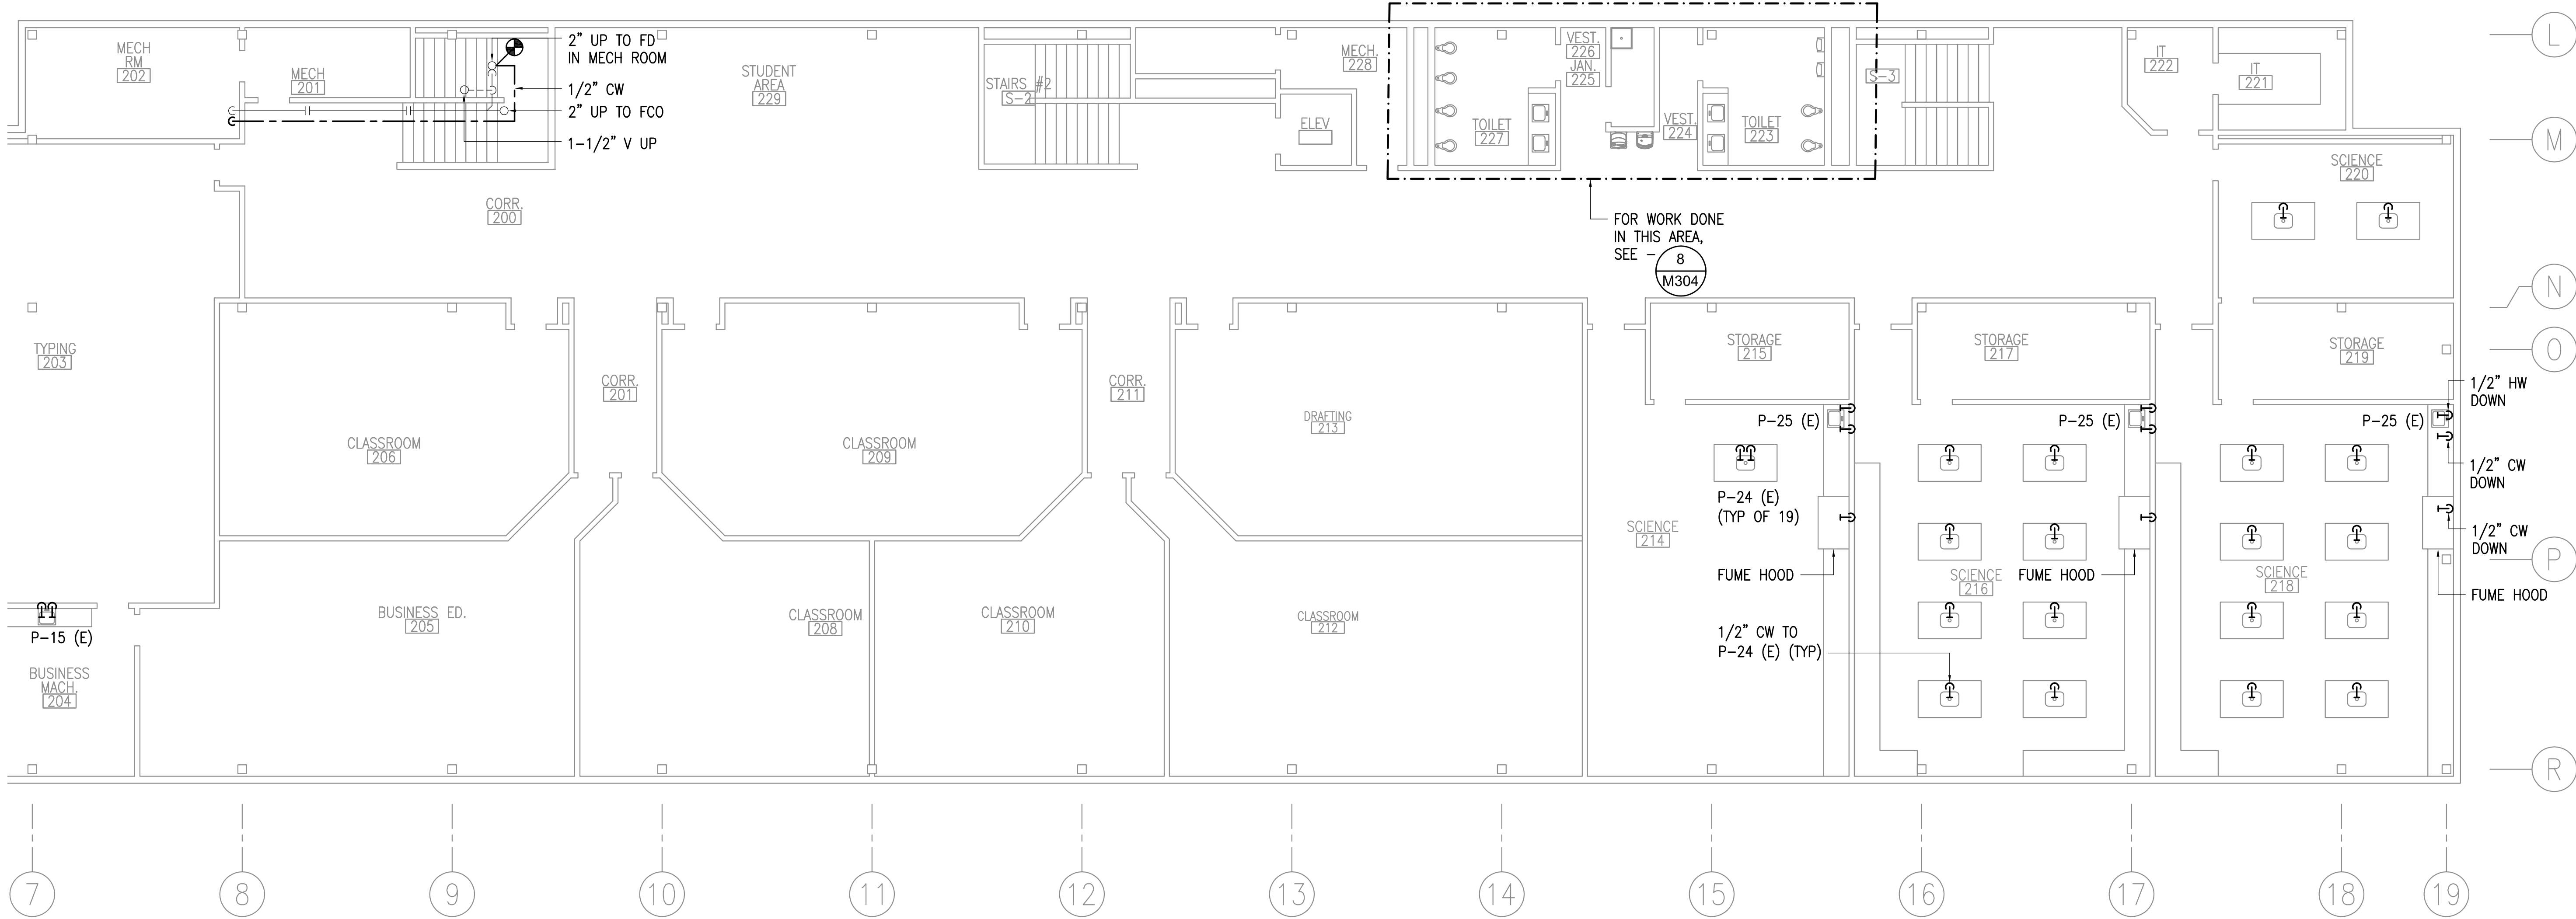 MECH
RM
202
MECH
201
2" UP TO FD
IN MECH ROOM
1/2" CW
2" UP TO FCO
1-1/2" V UP
STUDENT
AREA
229
STAIRS #2
S-2
MECH.
228
ELEV
TOILET
227
VEST.
226
JAN.
225
VEST.
224
TOILET
223
S-3
IT
222
IT
221
L
M
SCIENCE
220
CORR.
200
FOR WORK DONE
IN THIS AREA,
SEE -
8
M304
N
TYPING
203
CORR.
201
CORR.
211
STORAGE
215
STORAGE
217
STORAGE
219
O
CLASSROOM
206
CLASSROOM
209
DRAFTING
213
P-25 (E)
P-25 (E)
P-25 (E)
1/2" HW
DOWN
1/2" CW
DOWN
P-24 (E)
(TYP OF 19)
SCIENCE
214
1/2" CW
DOWN
FUME HOOD
FUME HOOD
FUME HOOD
SCIENCE
216
SCIENCE
218
P
P-15 (E)
BUSINESS
MACH.
204
BUSINESS ED.
205
CLASSROOM
208
CLASSROOM
210
CLASSROOM
212
1/2" CW TO
P-24 (E) (TYP)
R
7
8
9
10
11
12
13
14
15
16
17
18
19